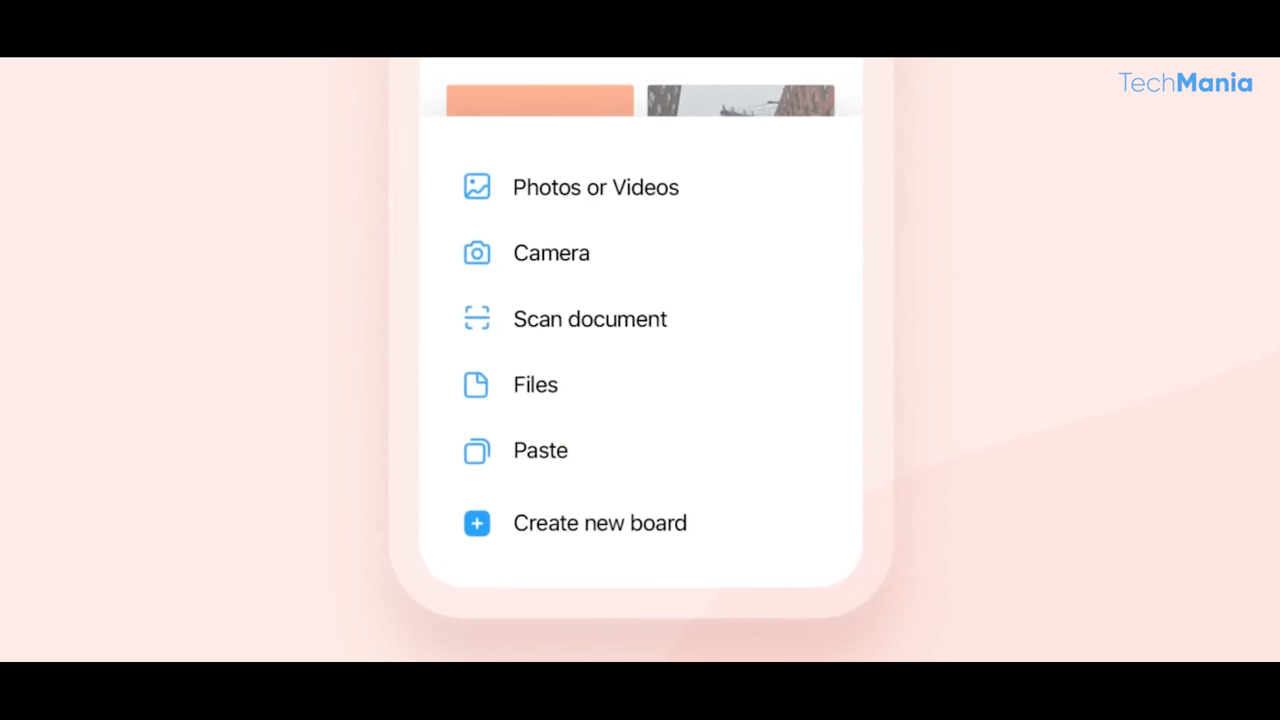 TechMania
Photos or Videos
Camera
Scan document
Files
Paste
Create new board